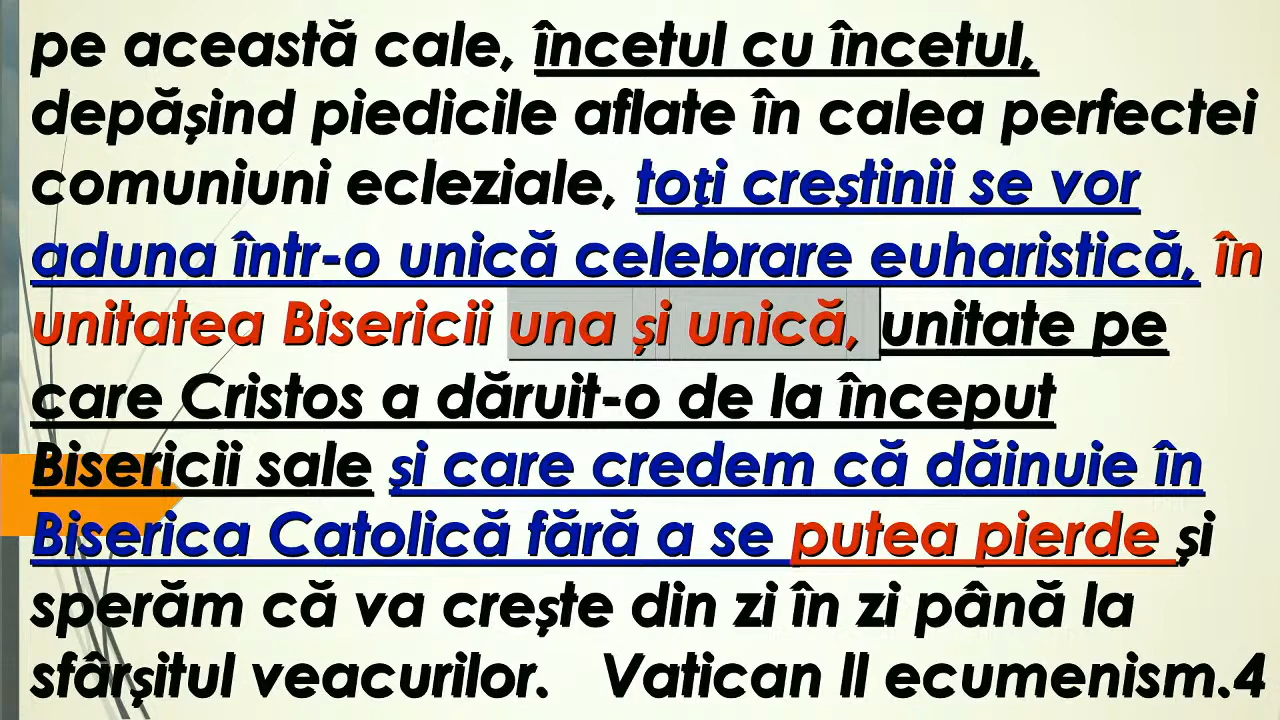 pe această cale, încetul cu încetul,
depășind piedicile aflate în calea perfectei
comuniuni ecleziale, toți creștinii se vor
aduna într-o unică celebrare euharistică, în
unitatea Bisericii una și unică, unitate pe
care Cristos a dăruit-o de la început
Bisericii sale și care credem că dăinuie în
Biserica Catolică fără a se putea pierde și
sperăm că va crește din zi în zi până la
sfârșitul veacurilor. Vatican ll ecumenism.4